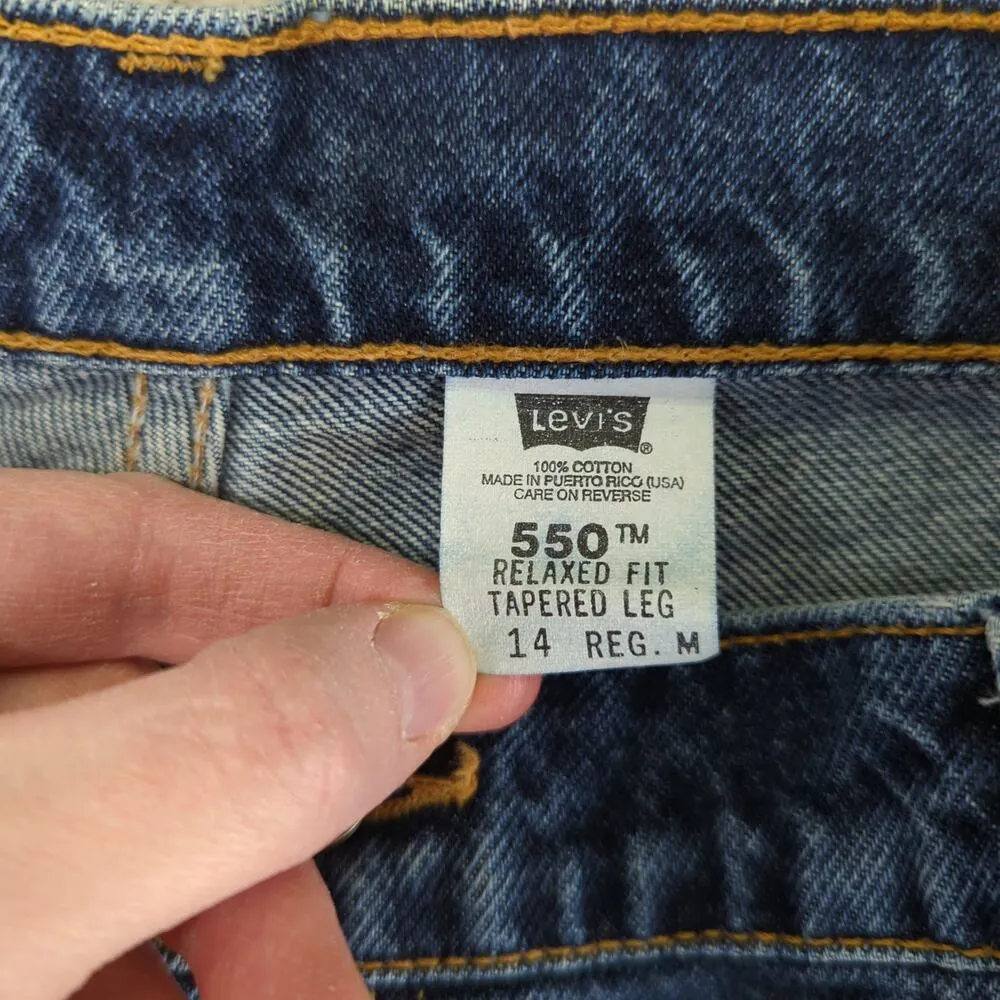 Levi's ®
100% COTTON
MADE IN PUERTO RICO (USA)
CARE ON REVERSE
550™
RELAXED FIT
TAPERED LEG
14 REG. M